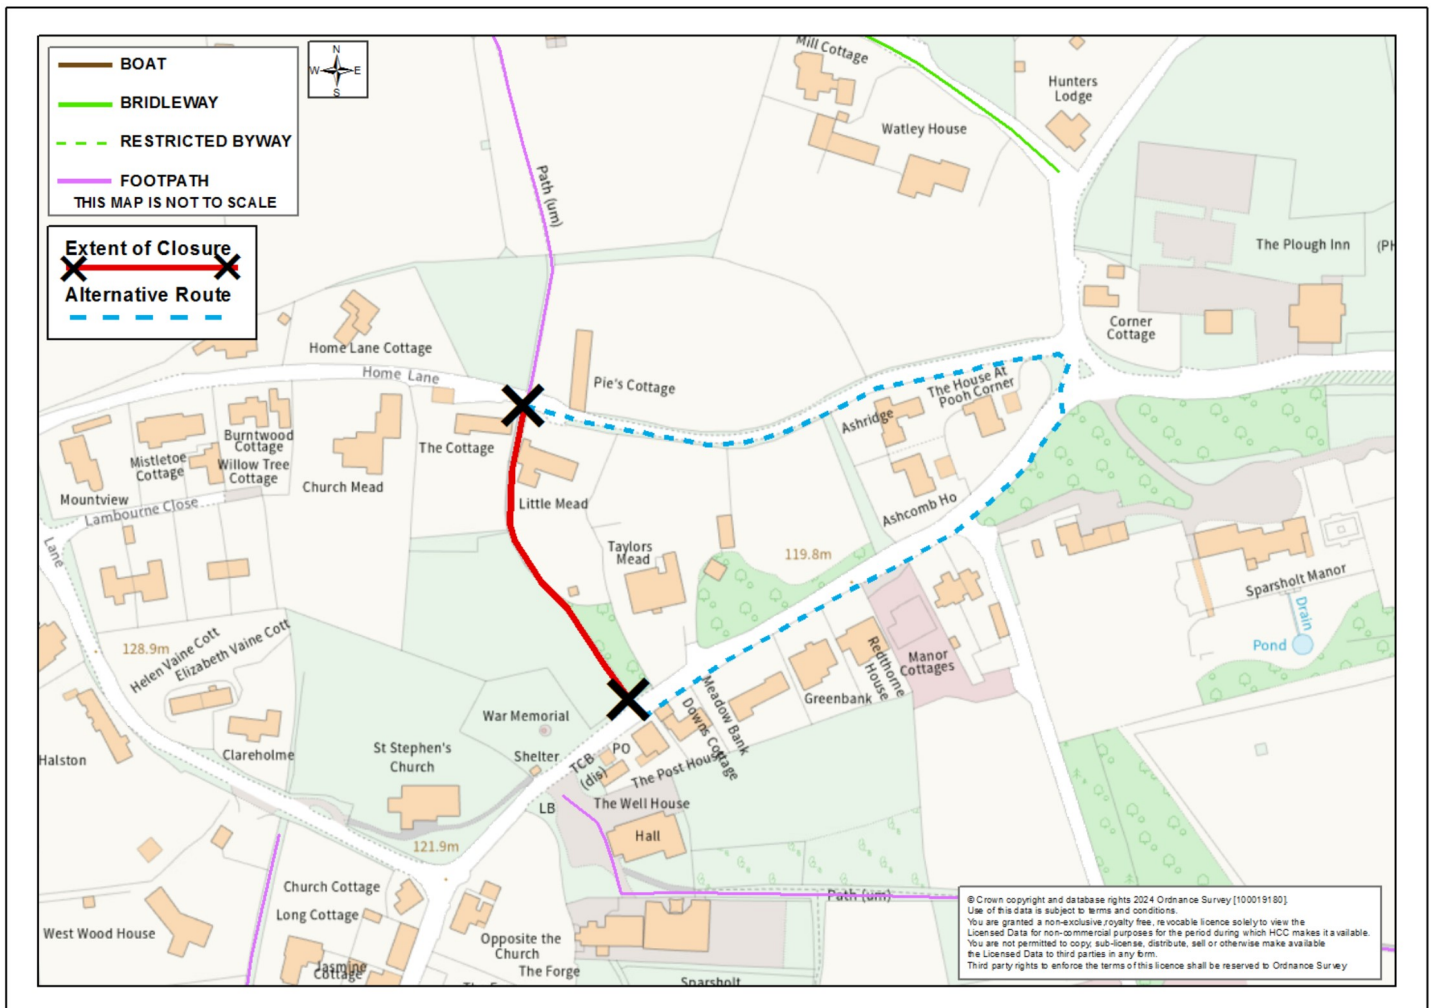 BOAT
BRIDLEWAY
RESTRICTED BYWAY
FOOTPATH
THIS MAP IS NOT TO SCALE
N
W
E
S
Extent of Closure
Alternative Route
Mill Cottage
Watley House
Hunters
Lodge
The Plough Inn
(PH
Path (um)
Corner
Cottage
Home Lane Cottage
Home Lane
Pie's Cottage
The House At
Pooh Corner
Ashridge
Burntwood
Cottage
Mistletoe
Cottage
Willow Tree
Cottage
The Cottage
Church Mead
Mountview
Lambourne Close
Little Mead
Ashcomb Ho
Lane
Taylors
Mead
119.8m
Sparsholt Manor
Drain
Pond
128.9m
Helen Vaine Cott
Elizabeth Vaine Cott
Redthorne
House
Manor
Cottages
Greenbank
Meadow Bank
Downs Cottage
War Memorial
Halston
Clareholme
St Stephen's
Church
Shelter
TCB
(dis)
PO
The Post House
The Well House
LB
Hall
121.9m
Church Cottage
Path (um)
Long Cottage
West Wood House
Opposite the
Church
Jasmine
Cottage
The Forge
Sparsholt
© Crown copyright and database rights 2024 Ordnance Survey [100019180].
Use of this data is subject to terms and conditions.
You are granted a non-exclusive, royalty free, revocable licence solely to view the
Licensed Data for non-commercial purposes for the period during which HCC makes it available.
You are not permitted to copy, sub-license, distribute, sell or otherwise make available
the Licensed Data to third parties in any form.
Third party rights to enforce the terms of this licence shall be reserved to Ordnance Survey